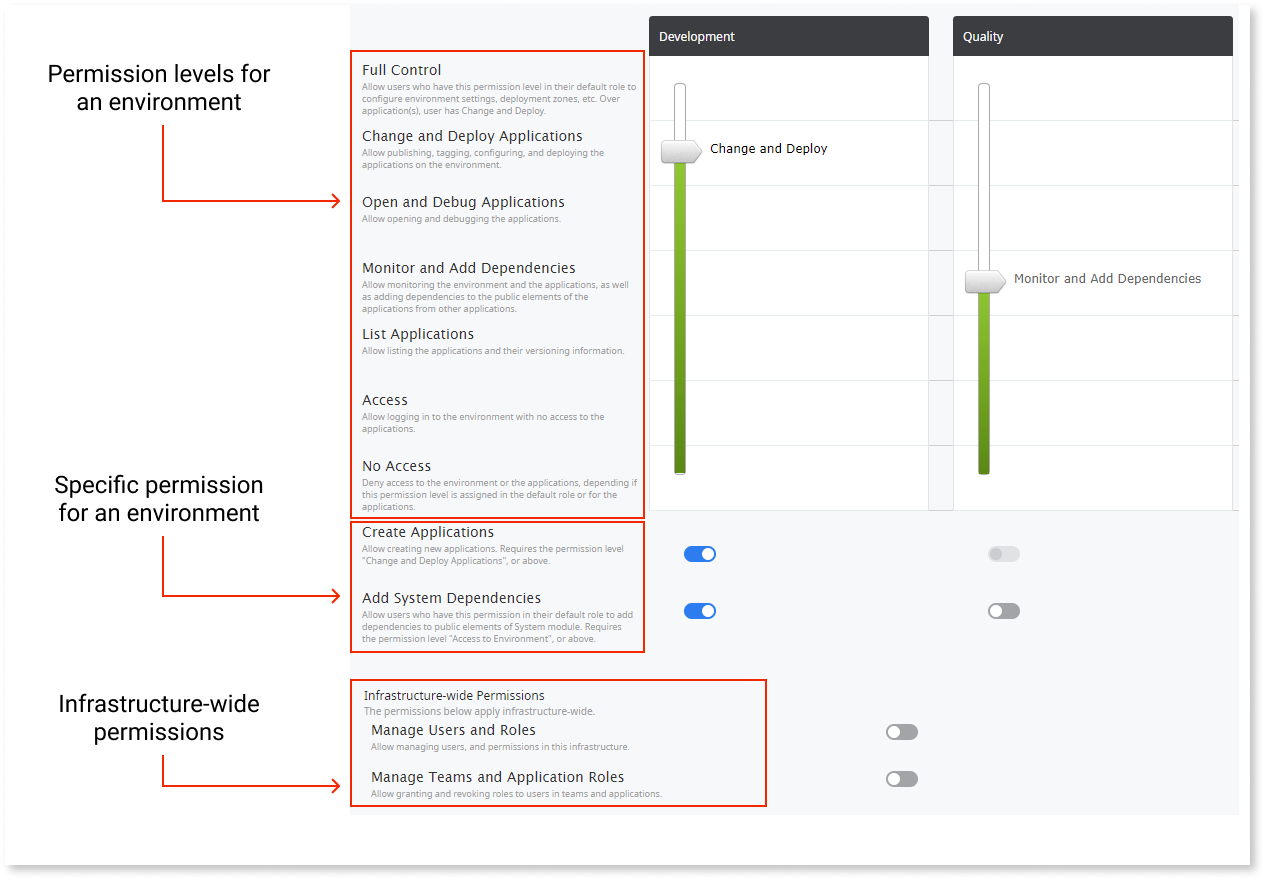 Development
Quality
Permission levels for
an environment
Full Control
Allow users who have this permission level in their default role to
configure environment settings, deployment zones, etc. Over
application(s), user has Change and Deploy.
Change and Deploy Applications
Allow publishing, tagging, configuring, and deploying the
applications on the environment.
Change and Deploy
Open and Debug Applications
Allow opening and debugging the applications.
Monitor and Add Dependencies
Allow monitoring the environment and the applications, as well
as adding dependencies to the public elements of the
applications from other applications.
Monitor and Add Dependencies
List Applications
Allow listing the applications and their versioning information.
Access
Allow logging in to the environment with no access to the
applications.
No Access
Deny access to the environment or the applications, depending if
this permission level is assigned in the default role or for the
applications.
Specific permission
for an environment
Create Applications
Allow creating new applications. Requires the permission level
"Change and Deploy Applications", or above.
Add System Dependencies
Allow users who have this permission in their default role to add
dependencies to public elements of System module. Requires
the permission level "Access to Environment", or above.
Infrastructure-wide
permissions
Infrastructure-wide Permissions
The permissions below apply infrastructure-wide.
Manage Users and Roles
Allow managing users, and permissions in this infrastructure.
Manage Teams and Application Roles
Allow granting and revoking roles to users in teams and applications.